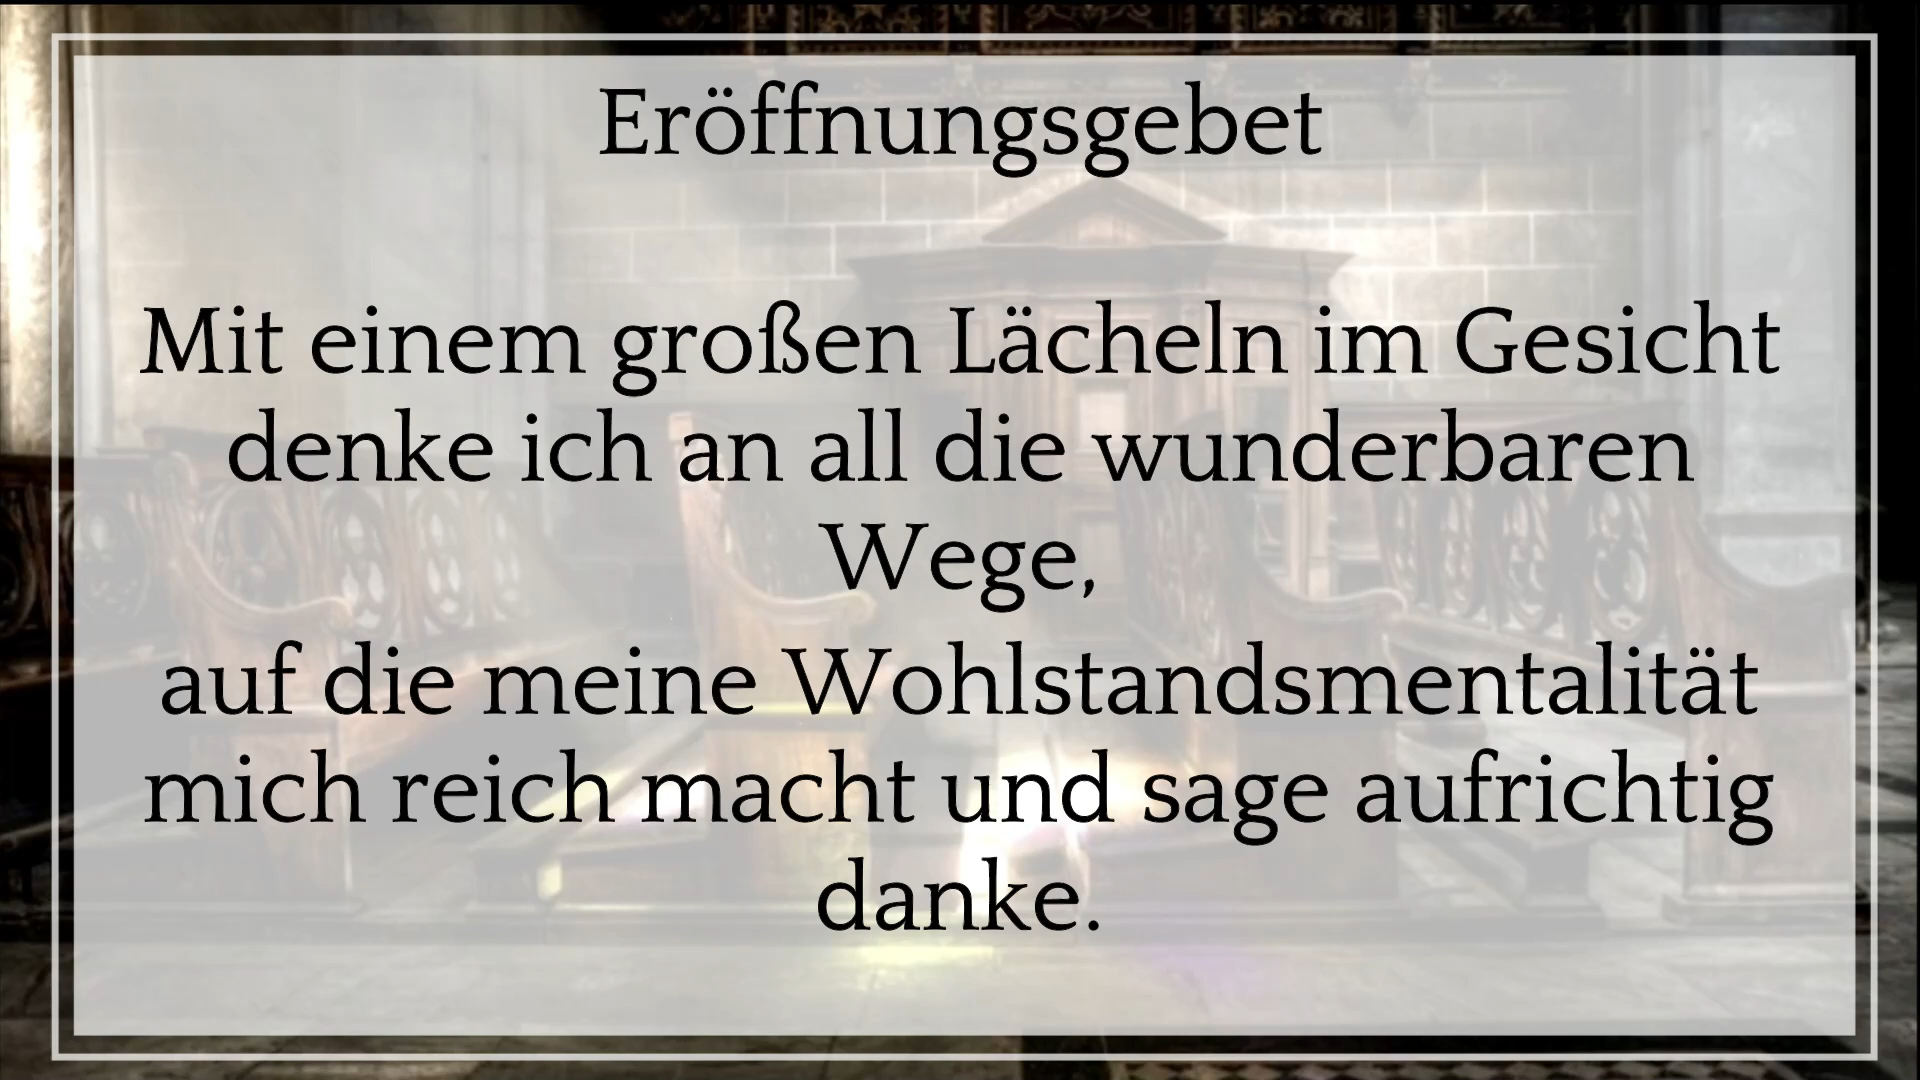 Eröffnungsgebet
Mit einem großen Lächeln im Gesicht
denke ich an all die wunderbaren
Wege,
auf die meine Wohlstandsmentalität
mich reich macht und sage aufrichtig
danke.